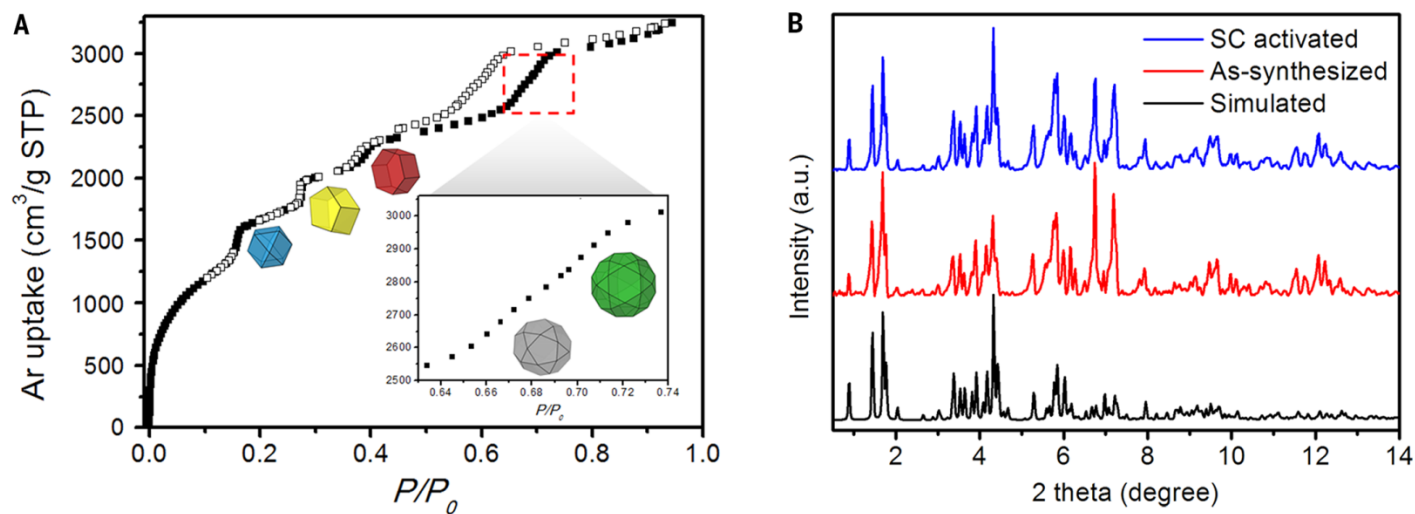 A
Ar uptake (cm³/g STP)
3000
2500
2000
1500
1000
500
0
0.0 0.2 0.4 0.6 0.8 1.0
P/P₀
3000
2900
2800
2700
2600
2500
0.64 0.66 0.68 0.70 0.72 0.74
P/P₀
B
Intensity (a.u.)
SC activated
As-synthesized
Simulated
2 4 6 8 10 12 14
2 theta (degree)